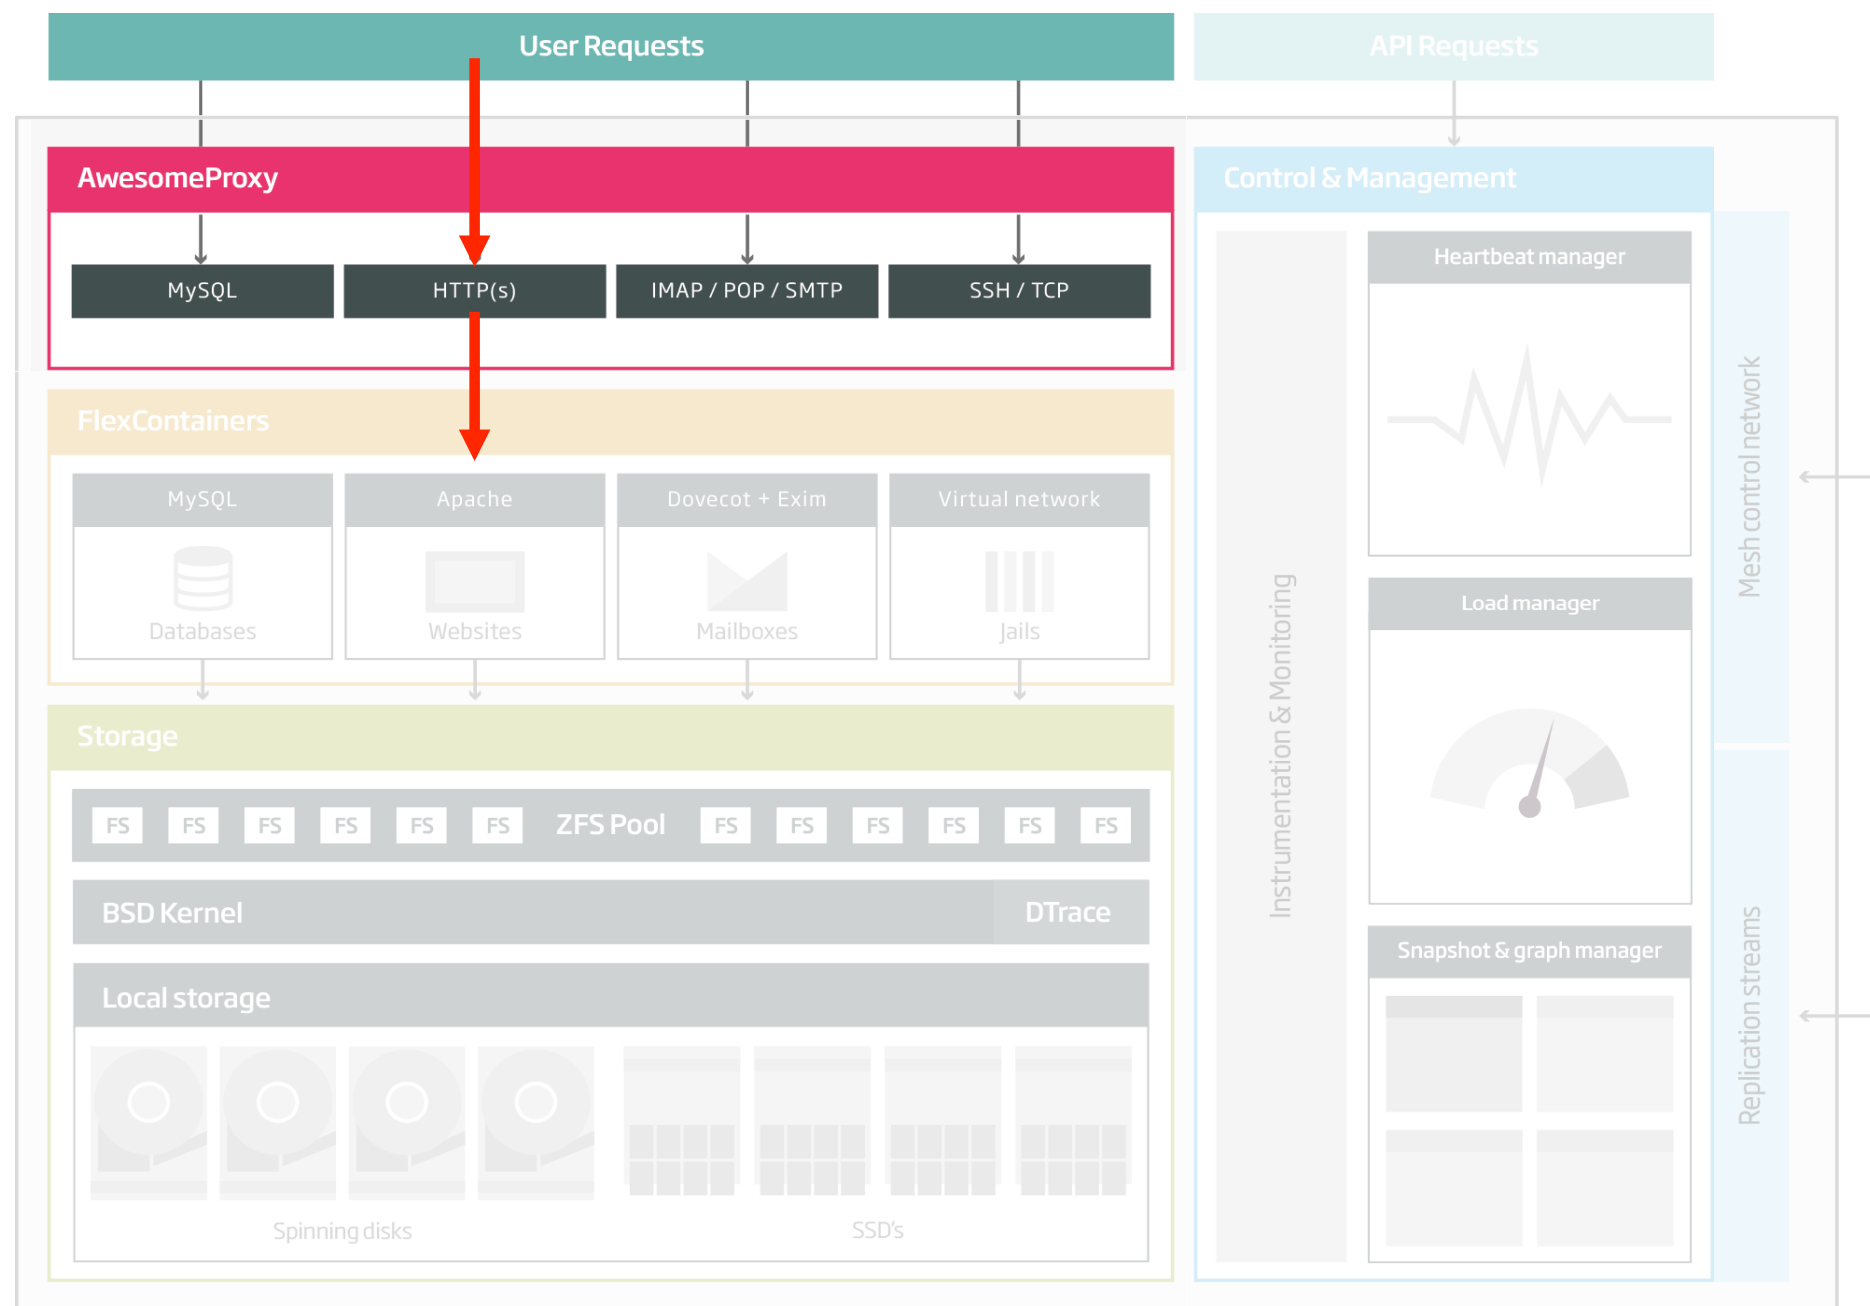 User Requests
API Requests
AwesomeProxy
MySQL
HTTP(s)
IMAP / POP / SMTP
SSH / TCP
FlexContainers
MySQL
Apache
Dovecot + Exim
Virtual network
Databases
Websites
Mailboxes
Jails
Storage
FS FS FS FS FS FS ZFS Pool FS FS FS FS FS FS
BSD Kernel
DTrace
Local storage
Spinning disks
SSD's
Control & Management
Instrumentation & Monitoring
Heartbeat manager
Load manager
Snapshot & graph manager
Mesh control network
Replication streams